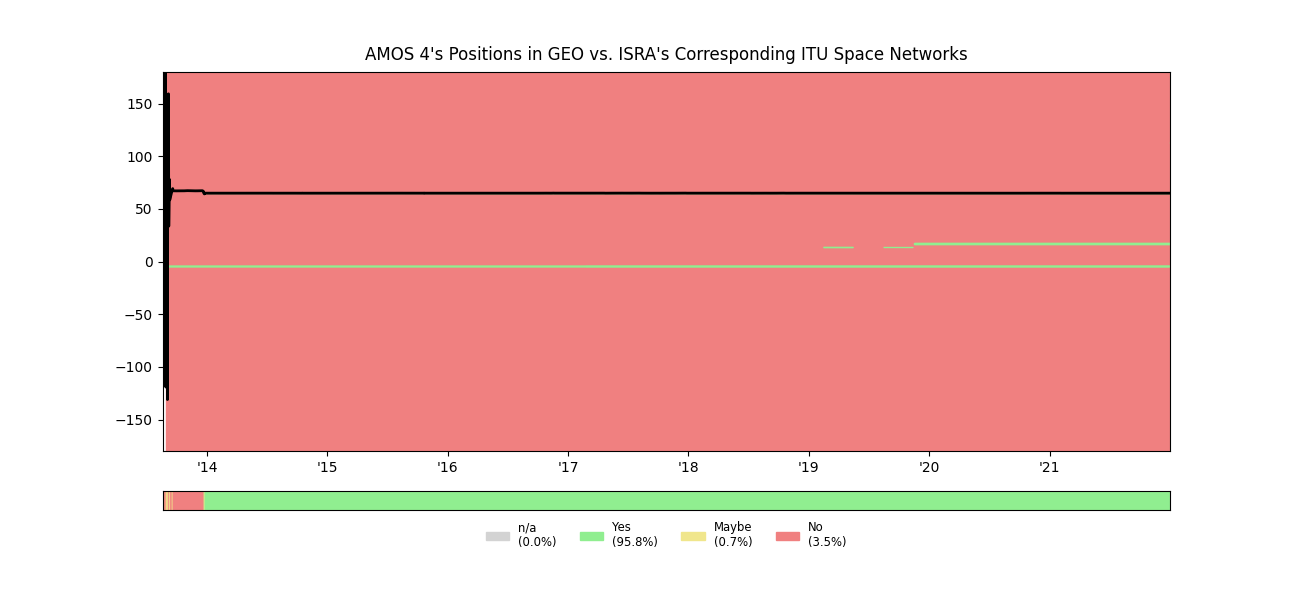 AMOS 4's Positions in GEO vs. ISRA's Corresponding ITU Space Networks
150
100
50
0
−50
−100
−150
'14 '15 '16 '17 '18 '19 '20 '21
n/a Yes Maybe No
(0.0%) (95.8%) (0.7%) (3.5%)